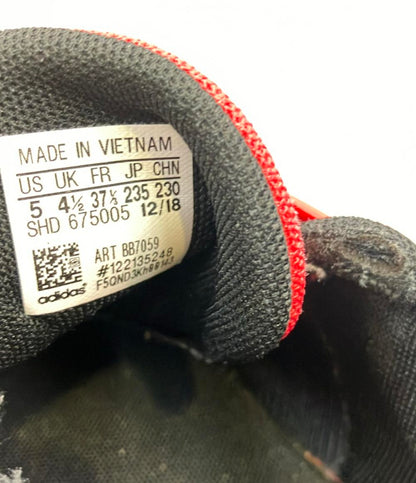 MADE IN VIETNAM
US UK FR JP CHN
5 4½ 37⅓ 235 230
SHD 675005 12/18
ART BB7059
#122135248
adidas